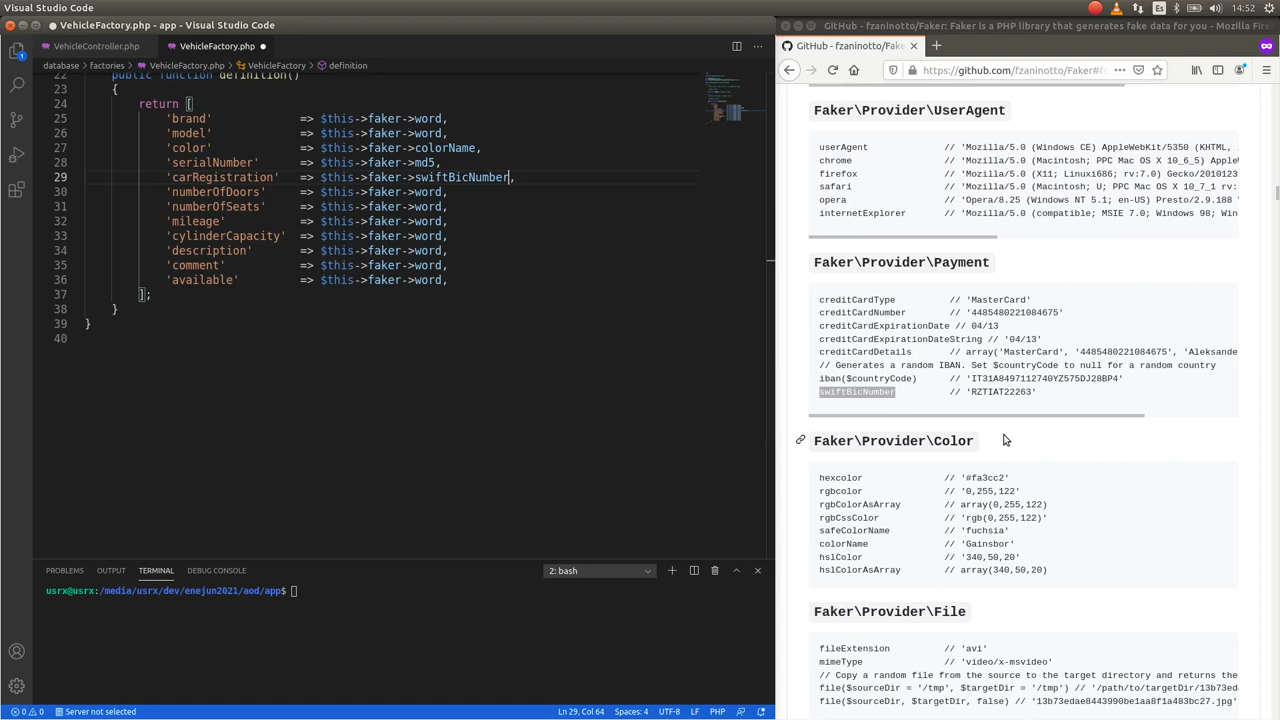 Visual Studio Code
Es
14:52
VehicleFactory.php - app - Visual Studio Code
GitHub - fzaninotto/Faker: Faker is a PHP library that generates fake data for you - Mozilla Firef
VehicleController.php
VehicleFactory.php
GitHub - fzaninotto/Fake
database > factories > VehicleFactory.php > VehicleFactory > definition
https://github.com/fzaninotto/Faker#f
22 public function definition()
23 {
24 return [
25 'brand' => $this->faker->word,
26 'model' => $this->faker->word,
27 'color' => $this->faker->colorName,
28 'serialNumber' => $this->faker->md5,
29 'carRegistration' => $this->faker->swiftBicNumber,
30 'numberOfDoors' => $this->faker->word,
31 'numberOfSeats' => $this->faker->word,
32 'mileage' => $this->faker->word,
33 'cylinderCapacity' => $this->faker->word,
34 'description' => $this->faker->word,
35 'comment' => $this->faker->word,
36 'available' => $this->faker->word,
37 ];
38 }
39 }
40
PROBLEMS OUTPUT TERMINAL DEBUG CONSOLE
2: bash
usrx@usrx:/media/usrx/dev/enejun2021/aod/app$
0 0 Server not selected
Ln 29, Col 64 Spaces: 4 UTF-8 LF PHP
Faker\Provider\UserAgent
userAgent // 'Mozilla/5.0 (Windows CE) AppleWebKit/5350 (KHTML,
chrome // 'Mozilla/5.0 (Macintosh; PPC Mac OS X 10_6_5) Apple
firefox // 'Mozilla/5.0 (X11; Linuxi686; rv:7.0) Gecko/2010123
safari // 'Mozilla/5.0 (Macintosh; U; PPC Mac OS X 10_7_1 rv:
opera // 'Opera/8.25 (Windows NT 5.1; en-US) Presto/2.9.188
internetExplorer // 'Mozilla/5.0 (compatible; MSIE 7.0; Windows 98; Win
Faker\Provider\Payment
creditCardType // 'MasterCard'
creditCardNumber // '4485480221084675'
creditCardExpirationDate // 04/13
creditCardExpirationDateString // '04/13'
creditCardDetails // array('MasterCard', '4485480221084675', 'Aleksande
// Generates a random IBAN. Set $countryCode to null for a random country
iban($countryCode) // 'IT31A8497112740YZ575DJ28BP4'
swiftBicNumber // 'RZTIAT22263'
Faker\Provider\Color
hexcolor // '#fa3cc2'
rgbcolor // '0,255,122'
rgbColorAsArray // array(0,255,122)
rgbCssColor // 'rgb(0,255,122)'
safeColorName // 'fuchsia'
colorName // 'Gainsbor'
hslColor // '340,50,20'
hslColorAsArray // array(340,50,20)
Faker\Provider\File
fileExtension // 'avi'
mimeType // 'video/x-msvideo'
// Copy a random file from the source to the target directory and returns the
file($sourceDir = '/tmp', $targetDir = '/tmp') // '/path/to/targetDir/13b73ed
file($sourceDir, $targetDir, false) // '13b73edae8443990be1aa8f1a483bc27.jpg'